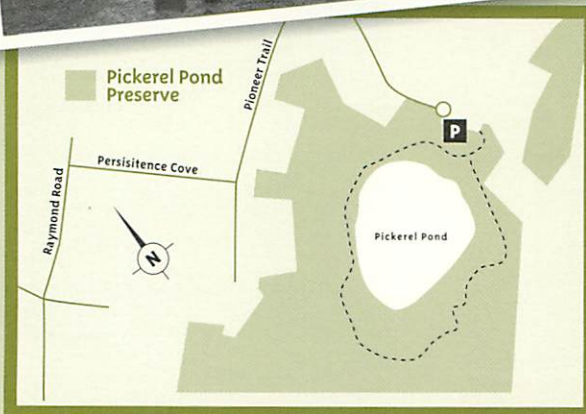 Pickerel Pond
Preserve
Pioneer Trail
Persisitence Cove
Raymond Road
N
P
Pickerel Pond